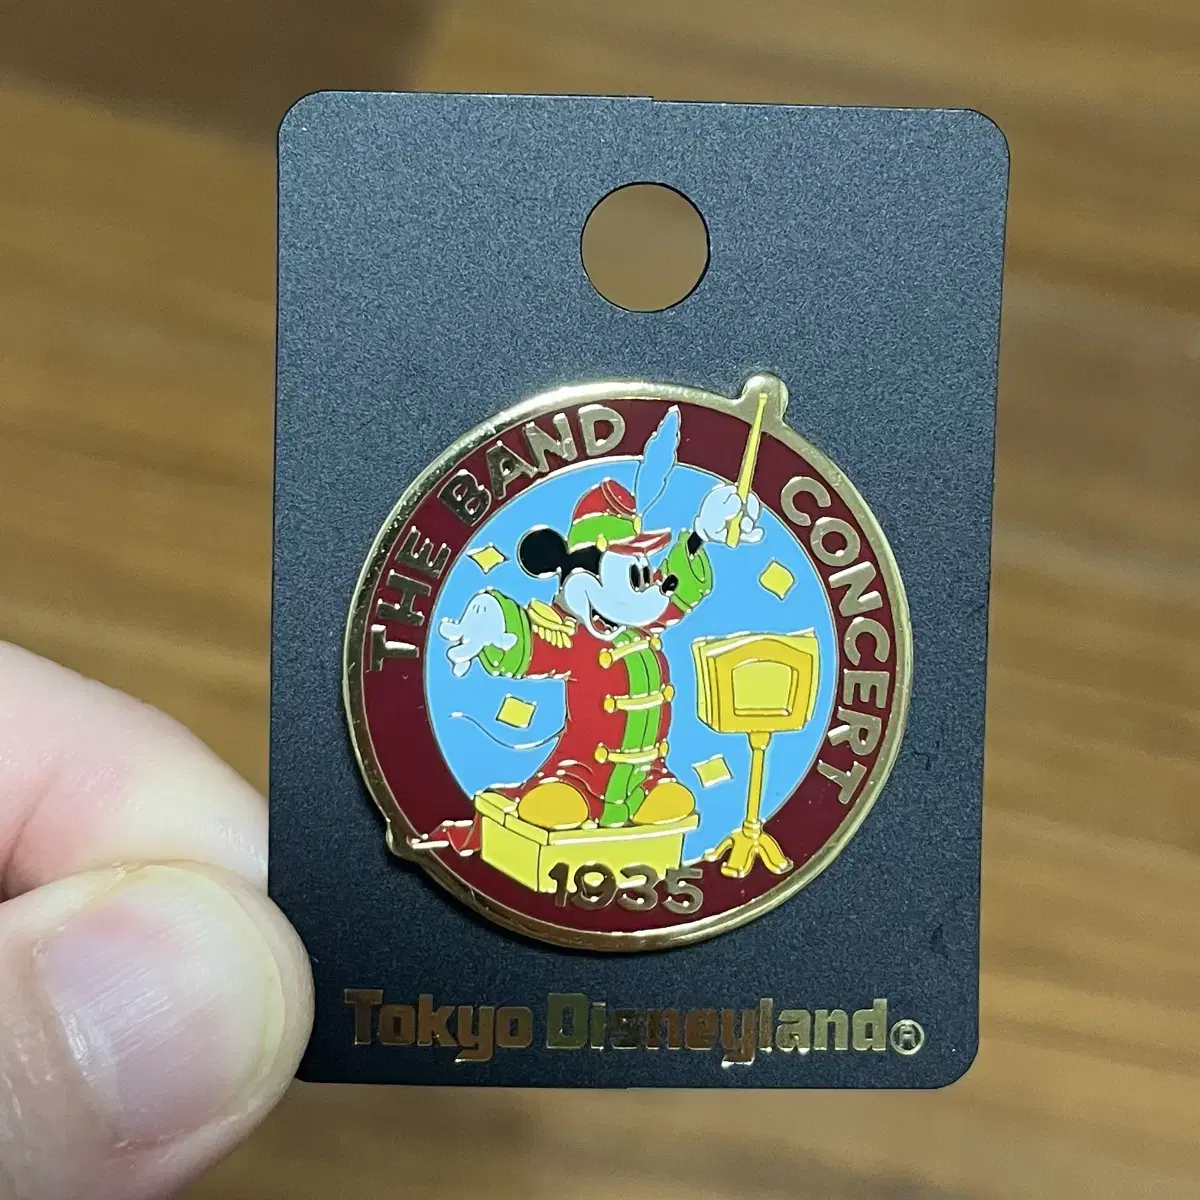 THE BAND CONCERT
1935
Tokyo Disneyland®